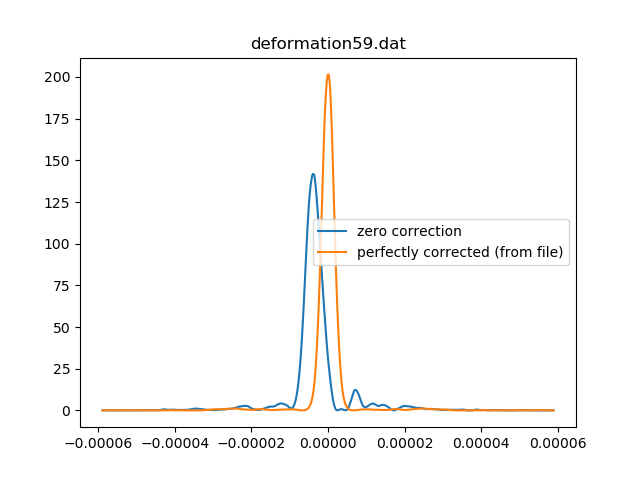 deformation59.dat
200
175
150
125
100
75
50
25
0
zero correction
perfectly corrected (from file)
−0.00006 −0.00004 −0.00002 0.00000 0.00002 0.00004 0.00006